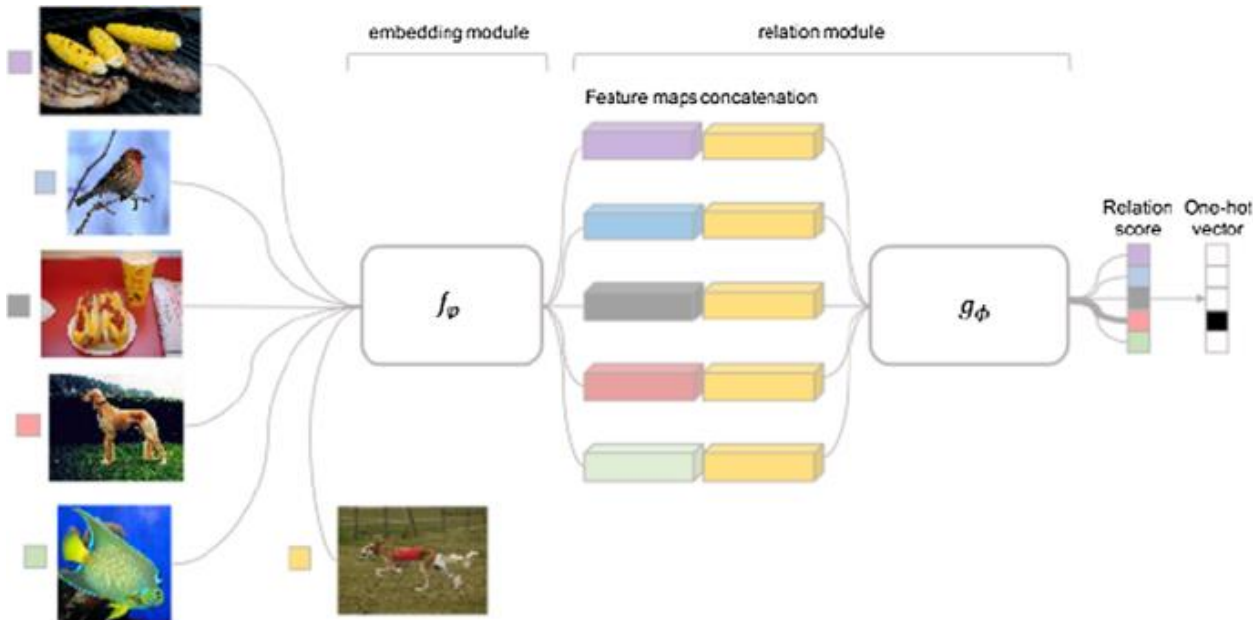 embedding module
relation module
Feature maps concatenation
Relation
score
One-hot
vector
fφ
gϕ